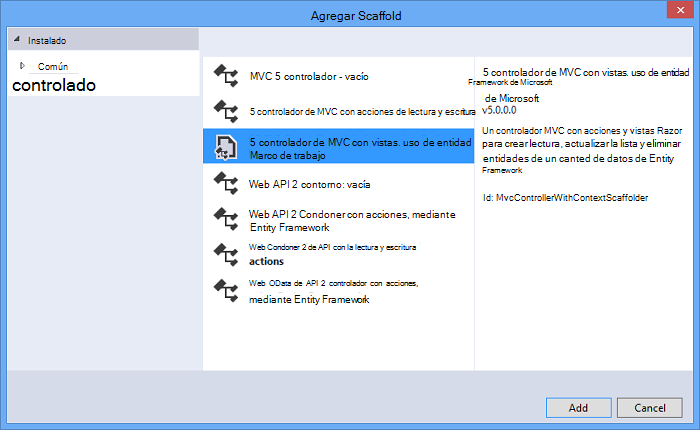 Agregar Scaffold
Instalado
Común
controlado
MVC 5 controlador - vacío
5 controlador de MVC con acciones de lectura y escritura
5 controlador de MVC con vistas. uso de entidad
Marco de trabajo
Web API 2 contorno: vacía
Web API 2 Condoner con acciones, mediante
Entity Framework
Web Condoner 2 de API con la lectura y escritura
actions
Web OData de API 2 controlador con acciones,
mediante Entity Framework
5 controlador de MVC con vistas. uso de entidad
Framework de Microsoft
de Microsoft
v5.0.0.0
Un controlador MVC con acciones y vistas Razor
para crear lectura, actualizar la lista y eliminar
entidades de un canted de datos de Entity
Framework
Id: MvcControllerWithContextScaffolder
Add
Cancel